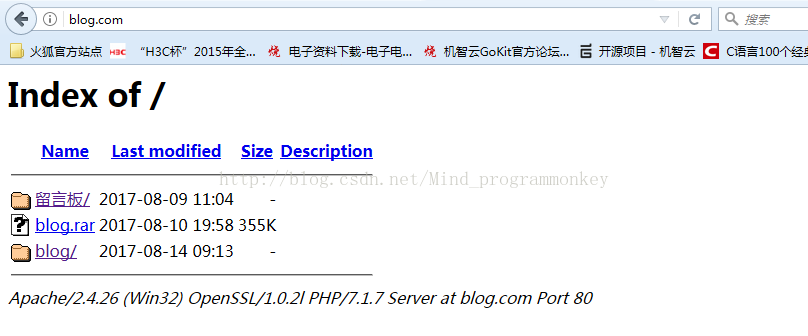 blog.com
搜索
火狐官方站点 H3C “H3C杯”2015年全... 烧 电子资料下载-电子电... 烧 机智云GoKit官方论坛... 开源项目 - 机智云 C C语言100个经
Index of /
Name Last modified Size Description
http://blog.csdn.net/Mind_programmonkey
留言板/ 2017-08-09 11:04 -
blog.rar 2017-08-10 19:58 355K
blog/ 2017-08-14 09:13 -
Apache/2.4.26 (Win32) OpenSSL/1.0.2l PHP/7.1.7 Server at blog.com Port 80